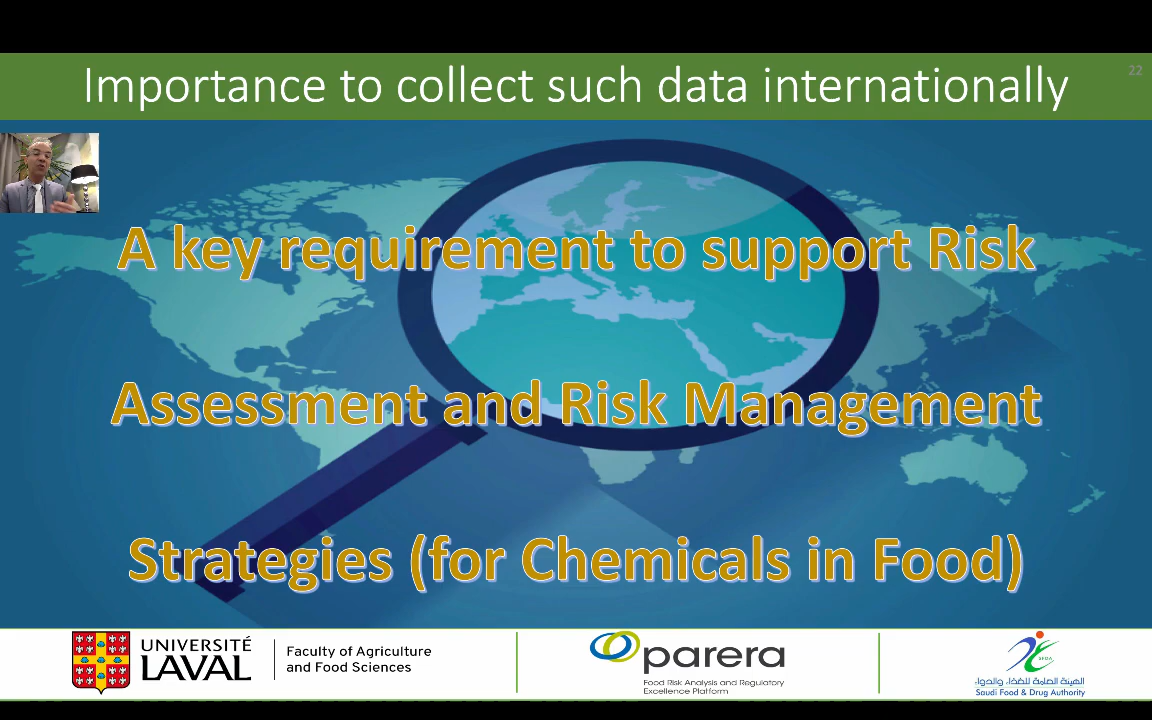 Importance to collect such data internationally
22
A key requirement to support Risk
Assessment and Risk Management
Strategies (for Chemicals in Food)
UNIVERSITÉ
LAVAL
Faculty of Agriculture
and Food Sciences
parera
Food Risk Analysis and Regulatory
Excellence Platform
SFDA
الهيئة العامة للغذاء والدواء
Saudi Food & Drug Authority